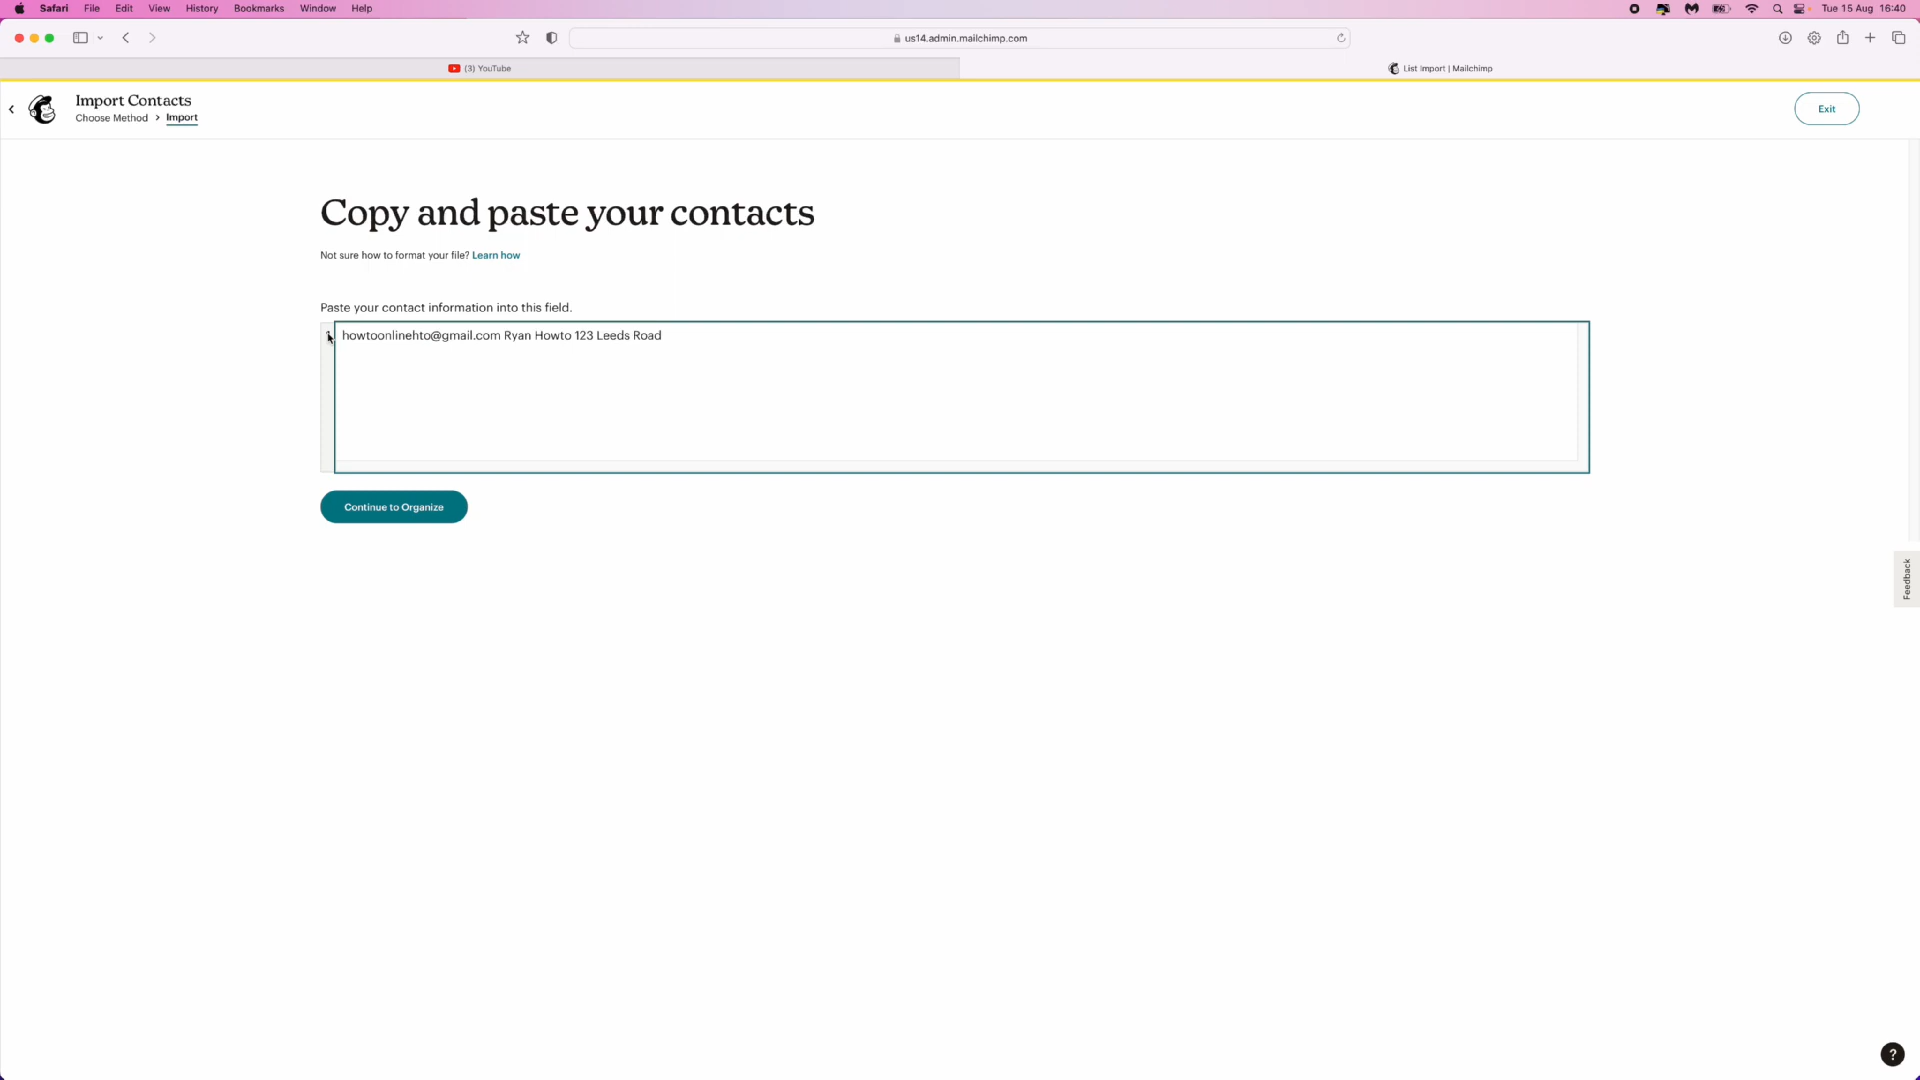 Safari File Edit View History Bookmarks Window Help Tue 15 Aug 16:40
us14.admin.mailchimp.com
(3) YouTube List Import | Mailchimp
Import Contacts
Choose Method > Import
Exit
Copy and paste your contacts
Not sure how to format your file? Learn how
Paste your contact information into this field.
howtoonlinehto@gmail.com Ryan Howto 123 Leeds Road
Continue to Organize
Feedback
?